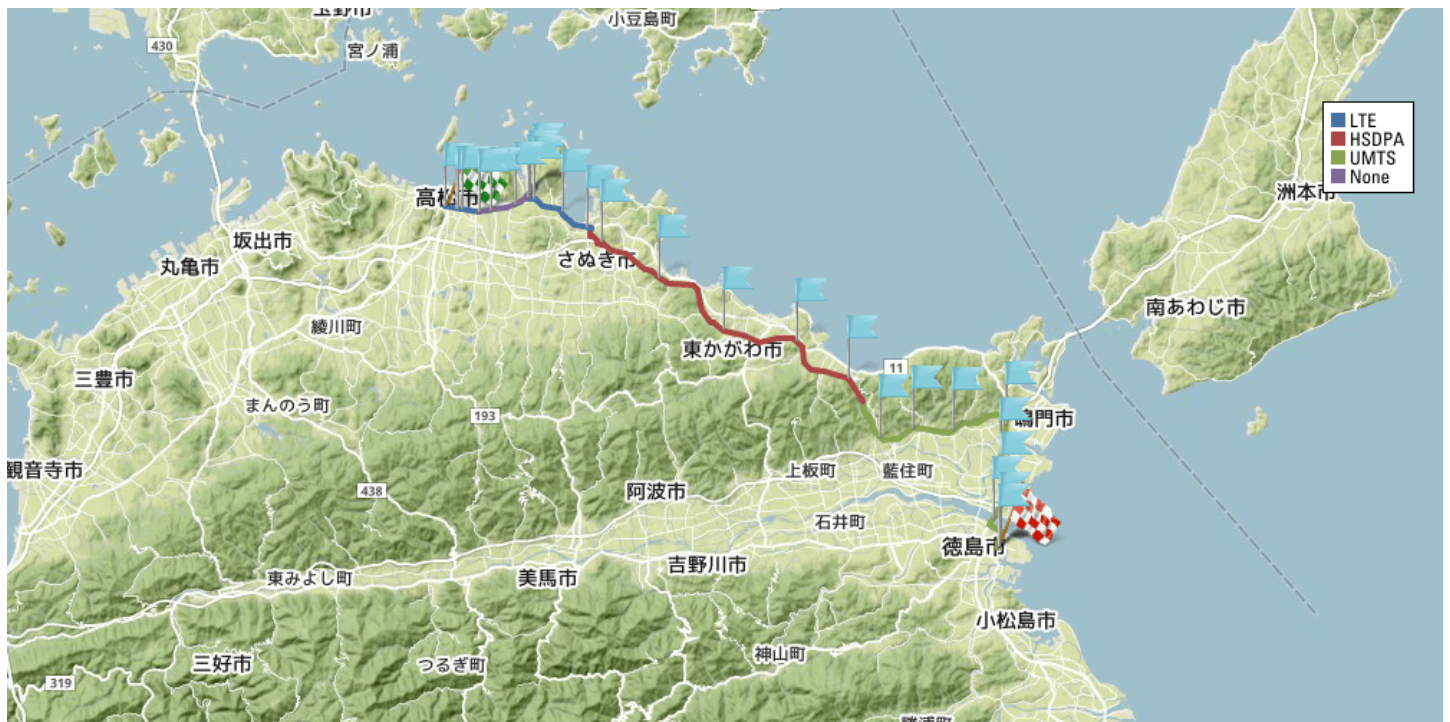 玉野市
小豆島町
430
宮ノ浦
LTE
HSDPA
UMTS
None
高松市
洲本市
坂出市
丸亀市
さぬき市
南あわじ市
綾川町
東かがわ市
11
三豊市
まんのう町
193
鳴門市
観音寺市
上板町
藍住町
438
阿波市
石井町
徳島市
吉野川市
東みよし町
美馬市
小松島市
三好市
つるぎ町
神山町
319
勝浦町